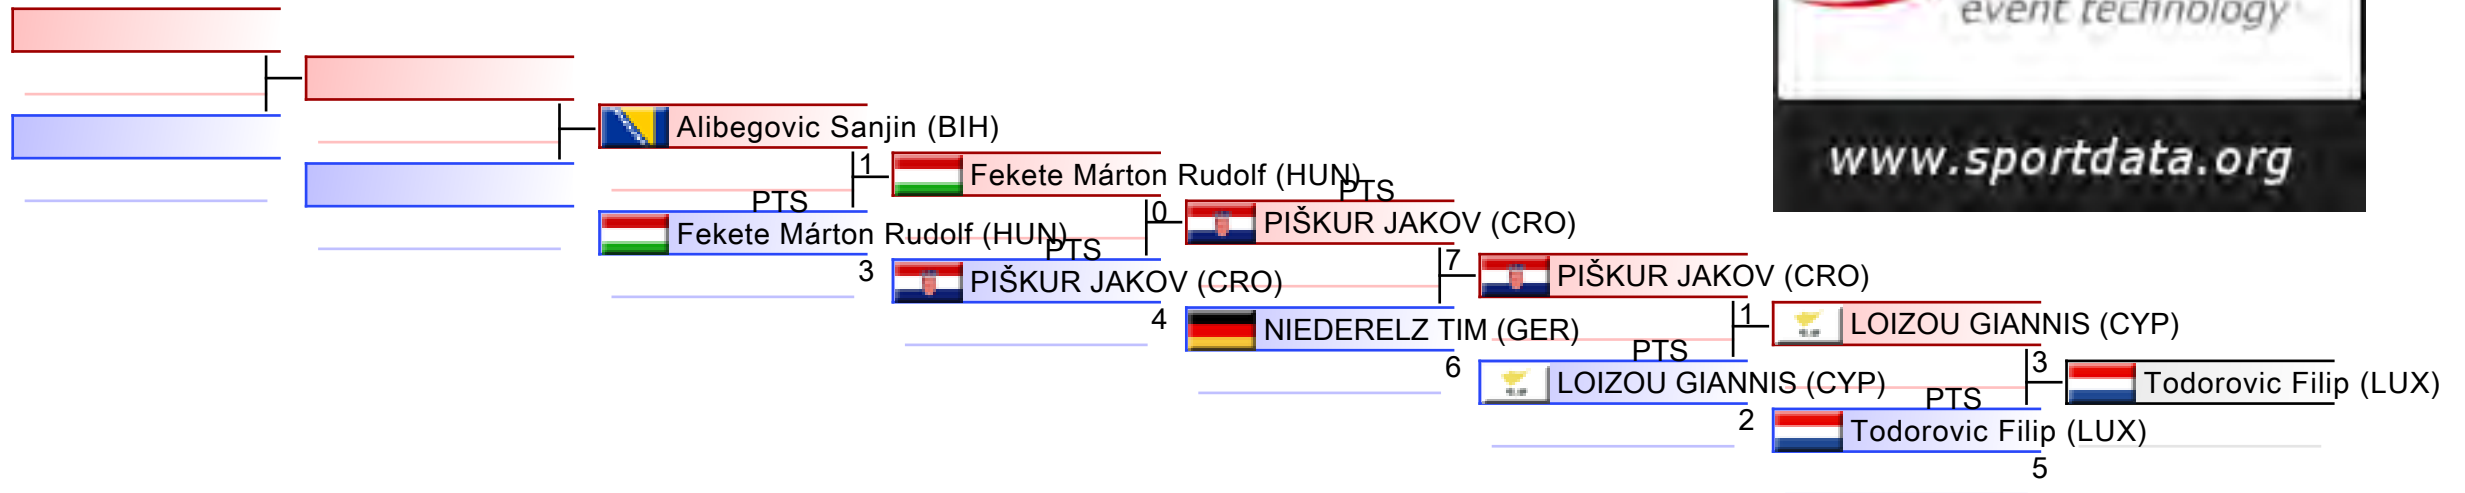 event technology
www.sportdata.org
Alibegovic Sanjin (BIH)
1
PTS
Fekete Márton Rudolf (HUN)
3
Fekete Márton Rudolf (HUN)
0
PTS
PIŠKUR JAKOV (CRO)
4
PTS
PIŠKUR JAKOV (CRO)
7
NIEDERELZ TIM (GER)
6
PIŠKUR JAKOV (CRO)
1
PTS
LOIZOU GIANNIS (CYP)
2
LOIZOU GIANNIS (CYP)
3
PTS
Todorovic Filip (LUX)
5
Todorovic Filip (LUX)